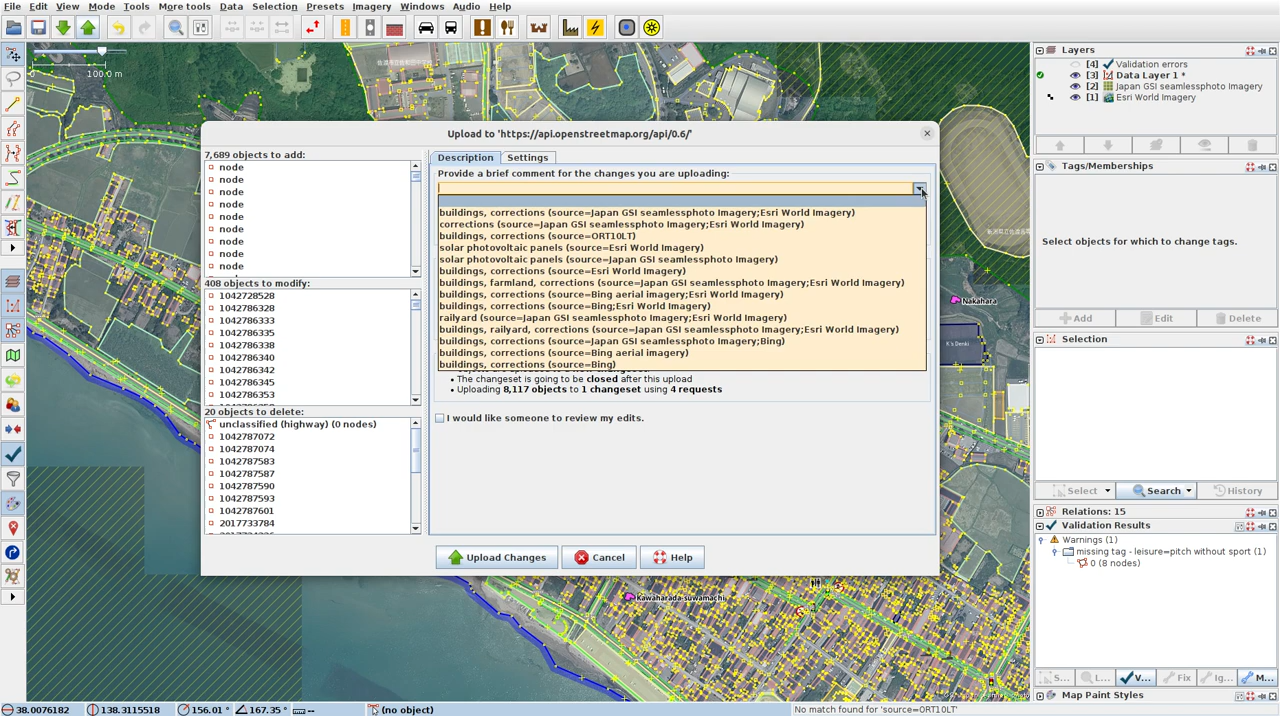 File Edit View Mode Tools More tools Data Selection Presets Imagery Windows Audio Help
0 100.0 m
Upload to 'https://api.openstreetmap.org/api/0.6/'
7,689 objects to add:
node
node
node
node
node
node
node
node
node
408 objects to modify:
1042728528
1042786328
1042786333
1042786335
1042786338
1042786340
1042786342
1042786345
1042786353
20 objects to delete:
unclassified (highway) (0 nodes)
1042787072
1042787074
1042787583
1042787587
1042787590
1042787593
1042787601
2017733784
Description Settings
Provide a brief comment for the changes you are uploading:
buildings, corrections (source=Japan GSI seamlessphoto Imagery;Esri World Imagery)
corrections (source=Japan GSI seamlessphoto Imagery;Esri World Imagery)
buildings, corrections (source=ORT10LT)
solar photovoltaic panels (source=Esri World Imagery)
solar photovoltaic panels (source=Japan GSI seamlessphoto Imagery)
buildings, corrections (source=Esri World Imagery)
buildings, farmland, corrections (source=Japan GSI seamlessphoto Imagery;Esri World Imagery)
buildings, corrections (source=Bing aerial imagery;Esri World Imagery)
buildings, corrections (source=Bing;Esri World Imagery)
railyard (source=Japan GSI seamlessphoto Imagery;Esri World Imagery)
buildings, railyard, corrections (source=Japan GSI seamlessphoto Imagery;Esri World Imagery)
buildings, corrections (source=Japan GSI seamlessphoto Imagery;Bing)
buildings, corrections (source=Bing aerial imagery)
buildings, corrections (source=Bing)
• The changeset is going to be closed after this upload
• Uploading 8,117 objects to 1 changeset using 4 requests
I would like someone to review my edits.
Upload Changes Cancel Help
Nakahara
K's Denki
Kawaharada-suwamachi
Layers
[4] Validation errors
[3] Data Layer 1 *
[2] Japan GSI seamlessphoto Imagery
[1] Esri World Imagery
Tags/Memberships
Select objects for which to change tags.
Add Edit Delete
Selection
Select Search History
Relations: 15
Validation Results
Warnings (1)
missing tag - leisure=pitch without sport (1)
0 (8 nodes)
S... L... V... Fix Ig... M...
Map Paint Styles
38.0076182 138.3115518 156.01 ° 167.35 ° -- (no object) No match found for 'source=ORT10LT'